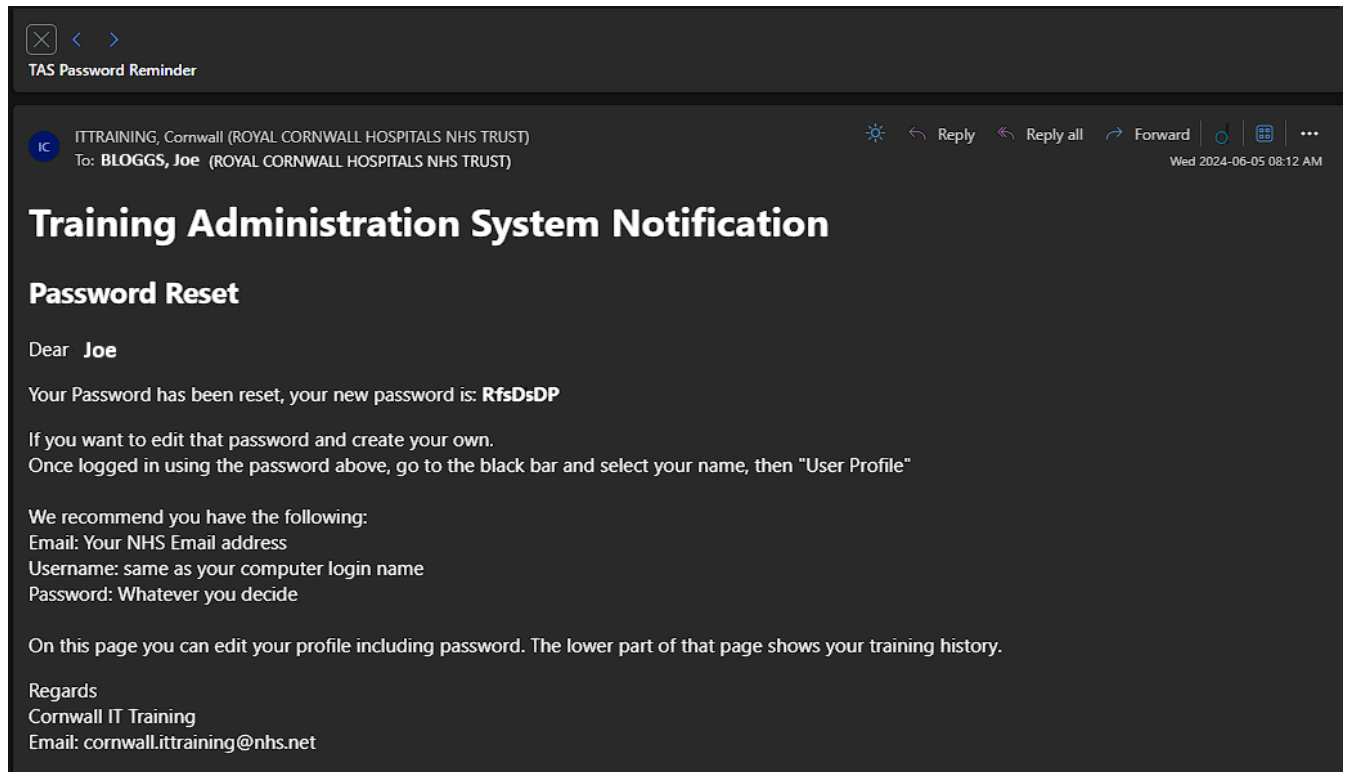 TAS Password Reminder
IC
ITTRAINING, Cornwall (ROYAL CORNWALL HOSPITALS NHS TRUST)
To: BLOGGS, Joe (ROYAL CORNWALL HOSPITALS NHS TRUST)
Reply
Reply all
Forward
Wed 2024-06-05 08:12 AM
Training Administration System Notification
Password Reset
Dear Joe
Your Password has been reset, your new password is: RfsDsDP
If you want to edit that password and create your own.
Once logged in using the password above, go to the black bar and select your name, then "User Profile"
We recommend you have the following:
Email: Your NHS Email address
Username: same as your computer login name
Password: Whatever you decide
On this page you can edit your profile including password. The lower part of that page shows your training history.
Regards
Cornwall IT Training
Email: cornwall.ittraining@nhs.net